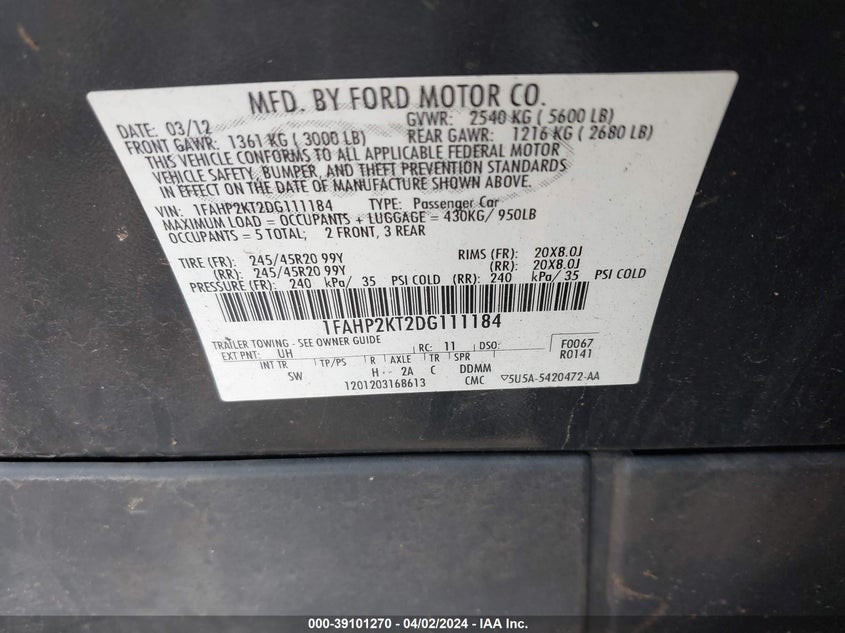 MFD. BY FORD MOTOR CO.
DATE: 03/12 GVWR: 2540 KG ( 5600 LB)
FRONT GAWR: 1361 KG ( 3000 LB) REAR GAWR: 1216 KG ( 2680 LB)
THIS VEHICLE CONFORMS TO ALL APPLICABLE FEDERAL MOTOR
VEHICLE SAFETY, BUMPER, AND THEFT PREVENTION STANDARDS
IN EFFECT ON THE DATE OF MANUFACTURE SHOWN ABOVE.
VIN: 1FAHP2KT2DG111184 TYPE: Passenger Car
MAXIMUM LOAD = OCCUPANTS + LUGGAGE = 430KG/ 950LB
OCCUPANTS = 5 TOTAL; 2 FRONT, 3 REAR
TIRE (FR): 245/45R20 99Y RIMS (FR): 20X8.0J
(RR): 245/45R20 99Y (RR): 20X8.0J
PRESSURE (FR): 240 kPa/ 35 PSI COLD (RR): 240 kPa/ 35 PSI COLD
1FAHP2KT2DG111184
TRAILER TOWING - SEE OWNER GUIDE
EXT PNT: UH RC: 11 DSO: F0067
R0141
INT TR TP/PS R AXLE TR SPR
SW H -- 2A C DDMM
1201203168613 CMC ▽5U5A-5420472-AA
000-39101270 - 04/02/2024 - IAA Inc.